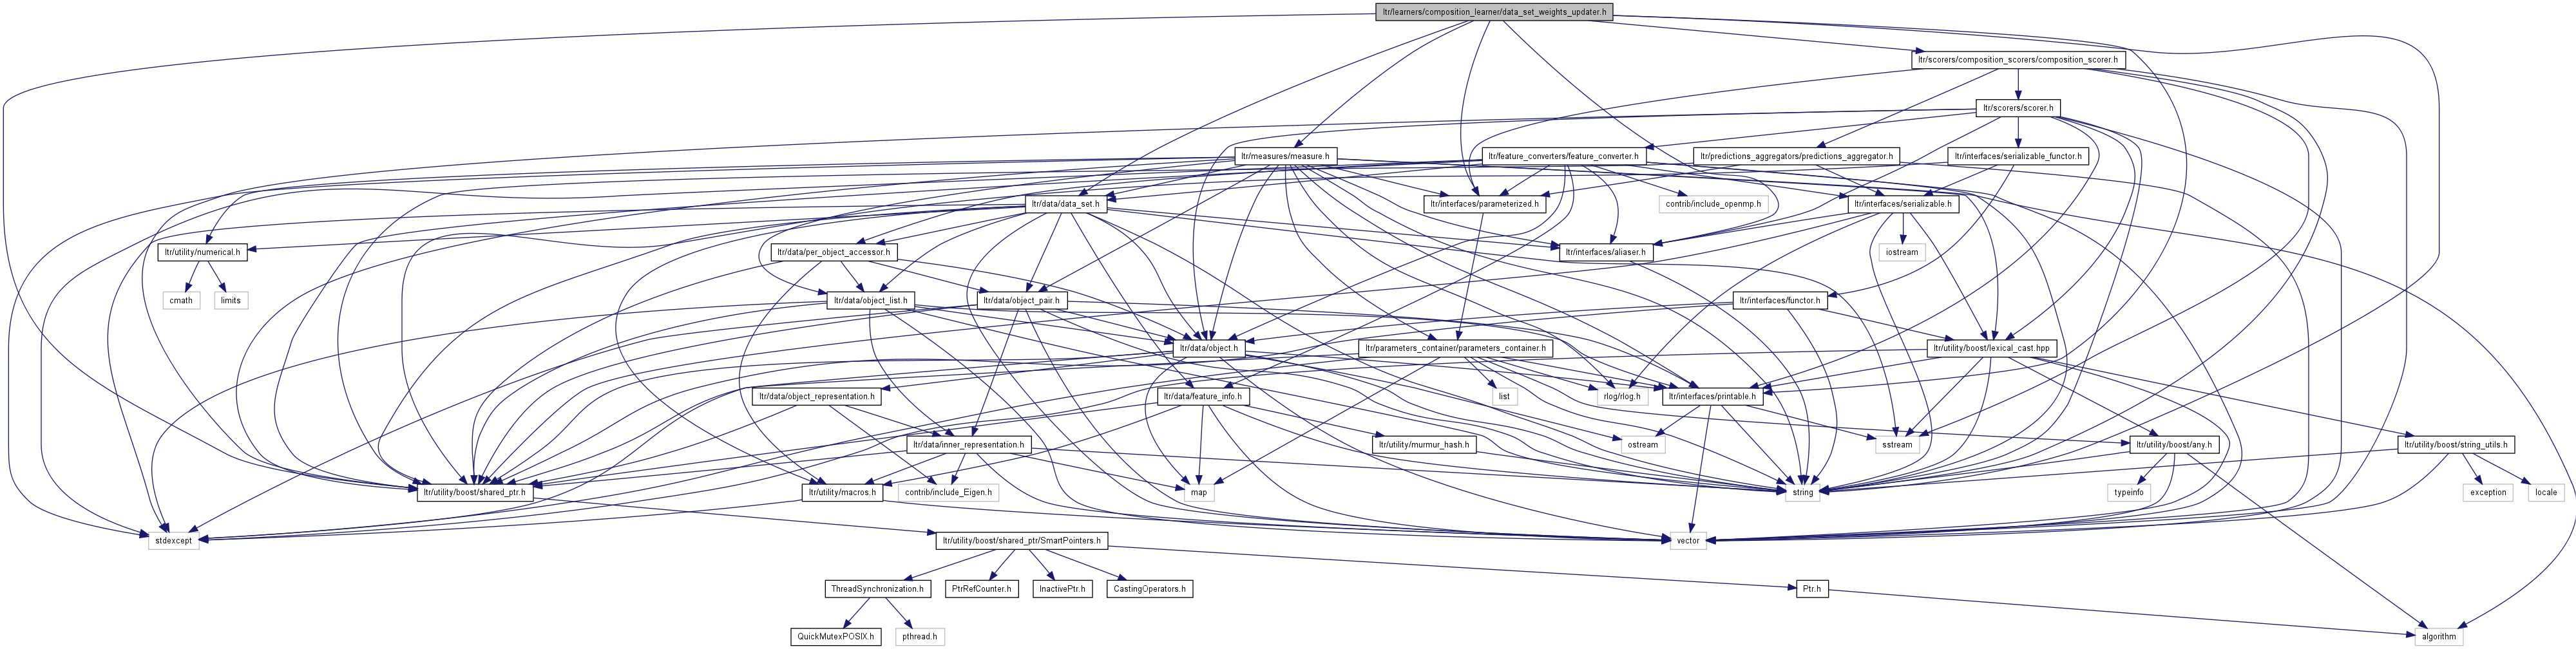 ltr/learners/composition_learner/data_set_weights_updater.h
ltr/scorers/composition_scorers/composition_scorer.h
ltr/scorers/scorer.h
ltr/measures/measure.h
ltr/feature_converters/feature_converter.h
ltr/predictions_aggregators/predictions_aggregator.h
ltr/interfaces/serializable_functor.h
ltr/data/data_set.h
ltr/interfaces/parameterized.h
contrib/include_openmp.h
ltr/interfaces/serializable.h
ltr/utility/numerical.h
ltr/data/per_object_accessor.h
ltr/interfaces/aliaser.h
iostream
cmath
limits
ltr/data/object_list.h
ltr/data/object_pair.h
ltr/interfaces/functor.h
ltr/data/object.h
ltr/parameters_container/parameters_container.h
ltr/utility/boost/lexical_cast.hpp
ltr/data/object_representation.h
ltr/data/feature_info.h
list
rlog/rlog.h
ltr/interfaces/printable.h
ltr/data/inner_representation.h
ltr/utility/murmur_hash.h
ostream
sstream
ltr/utility/boost/any.h
ltr/utility/boost/string_utils.h
ltr/utility/boost/shared_ptr.h
ltr/utility/macros.h
contrib/include_Eigen.h
map
string
typeinfo
exception
locale
stdexcept
ltr/utility/boost/shared_ptr/SmartPointers.h
vector
ThreadSynchronization.h
PtrRefCounter.h
InactivePtr.h
CastingOperators.h
Ptr.h
QuickMutexPOSIX.h
pthread.h
algorithm